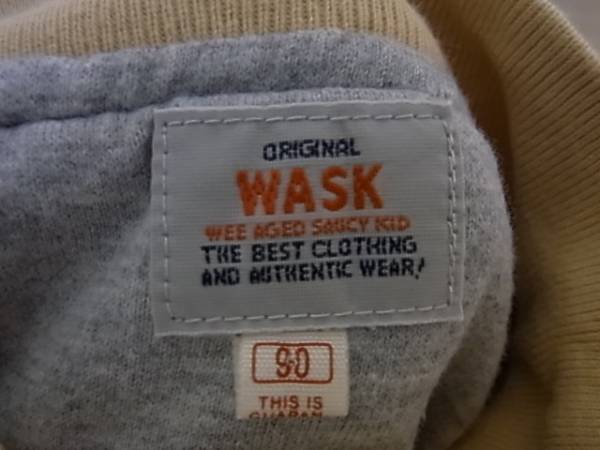 ORIGINAL
WASK
WEE AGED SAUCY KID
THE BEST CLOTHING
AND AUTHENTIC WEAR!
90
THIS IS